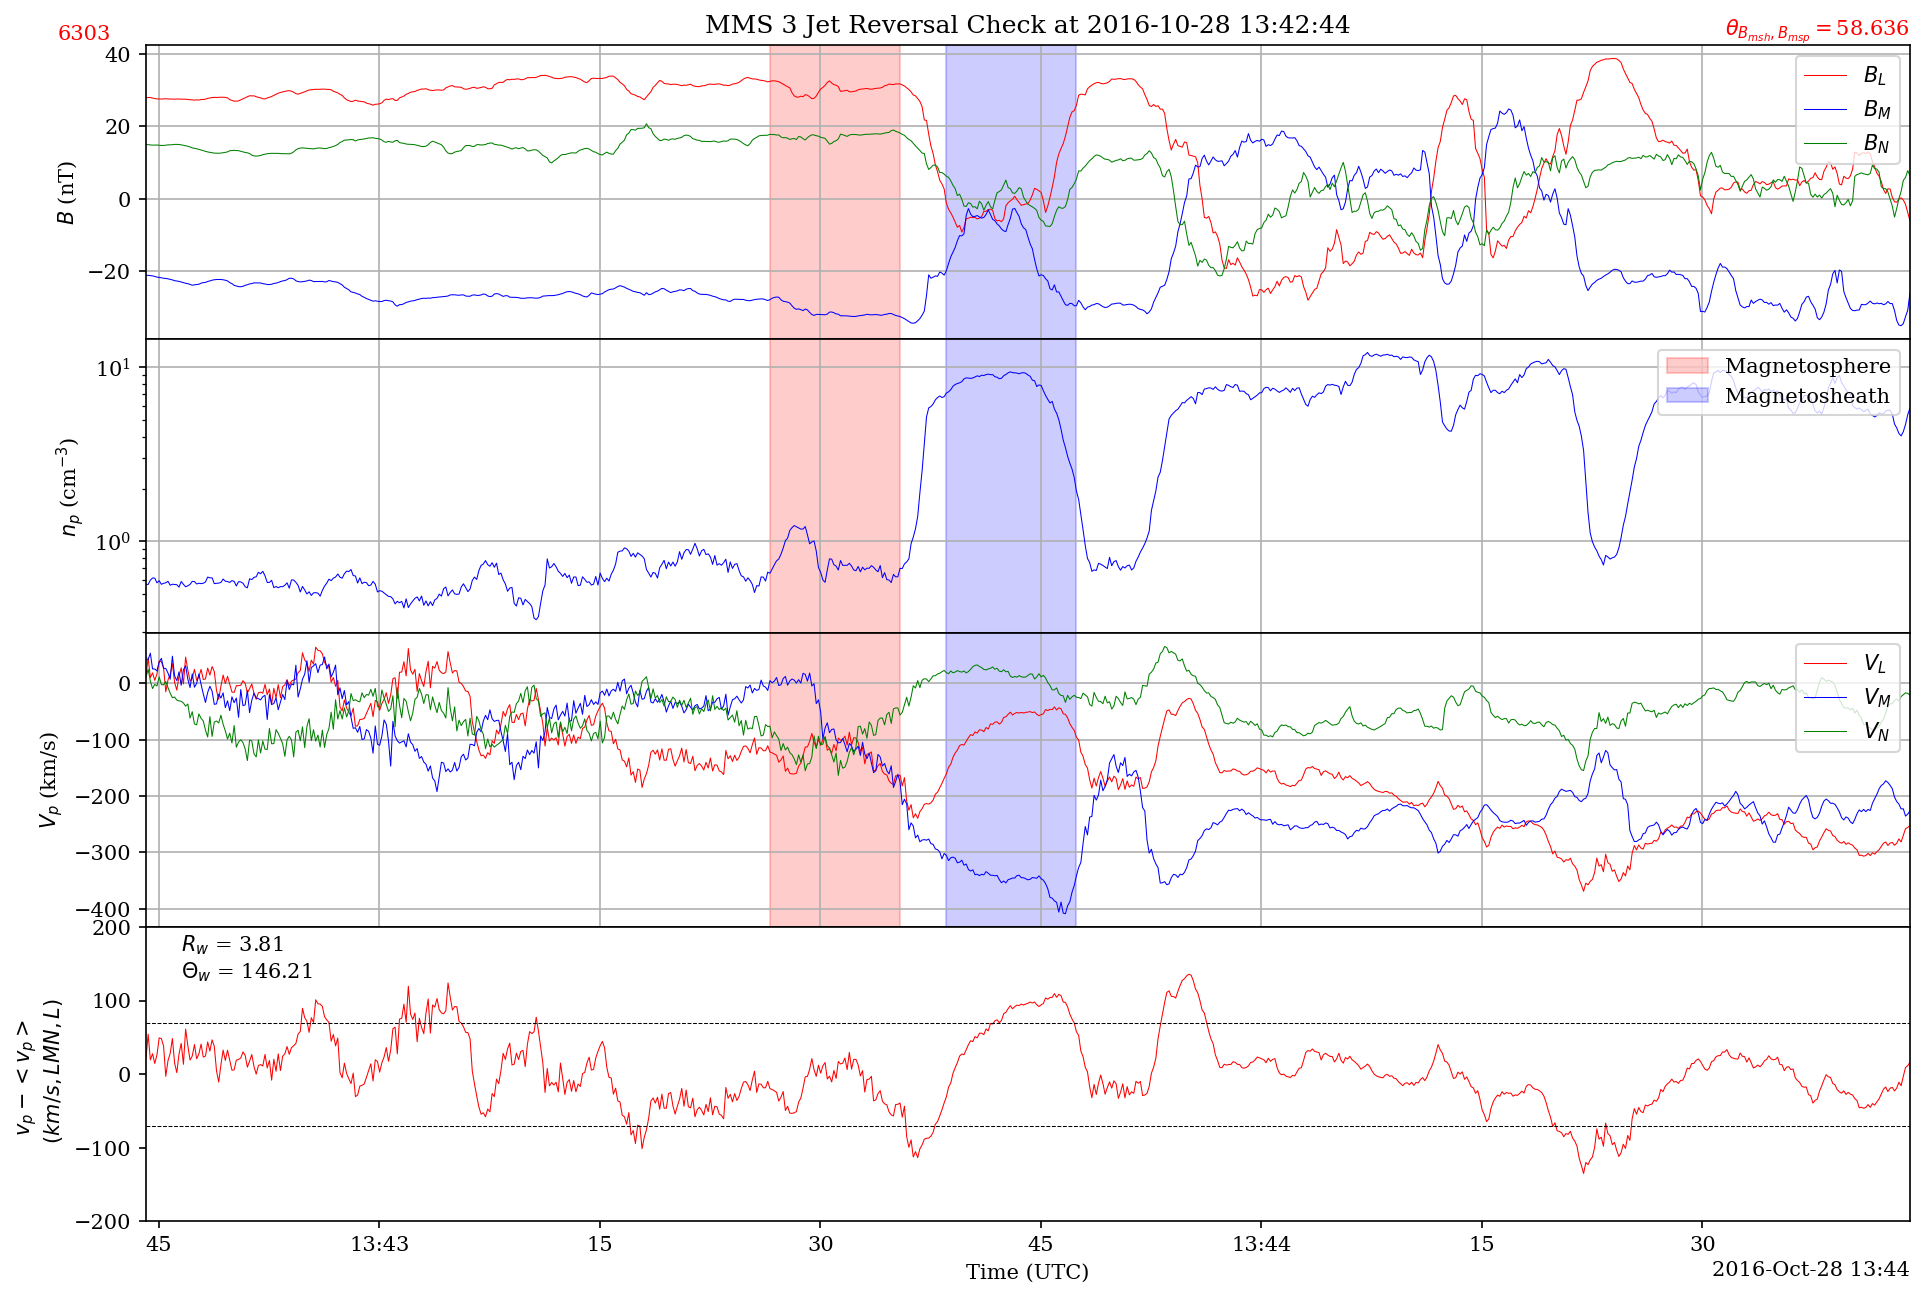 6303
MMS 3 Jet Reversal Check at 2016-10-28 13:42:44
θ_{B_{msh}, B_{msp}} = 58.636
B (nT)
40
20
0
−20
B_L
B_M
B_N
n_p (cm^{−3})
10^1
10^0
Magnetosphere
Magnetosheath
V_p (km/s)
0
−100
−200
−300
−400
V_L
V_M
V_N
v_p − < v_p >
(km/s, LMN, L)
200
100
0
−100
−200
R_w = 3.81
Θ_w = 146.21
45
13:43
15
30
45
13:44
15
30
Time (UTC)
2016-Oct-28 13:44